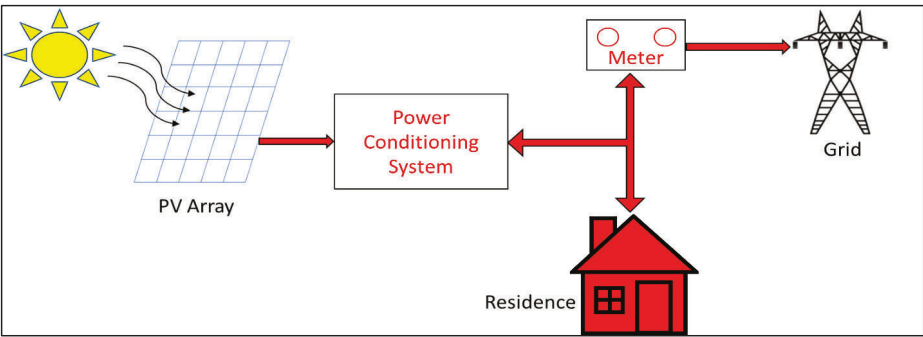 Meter
Power
Conditioning
System
Grid
PV Array
Residence